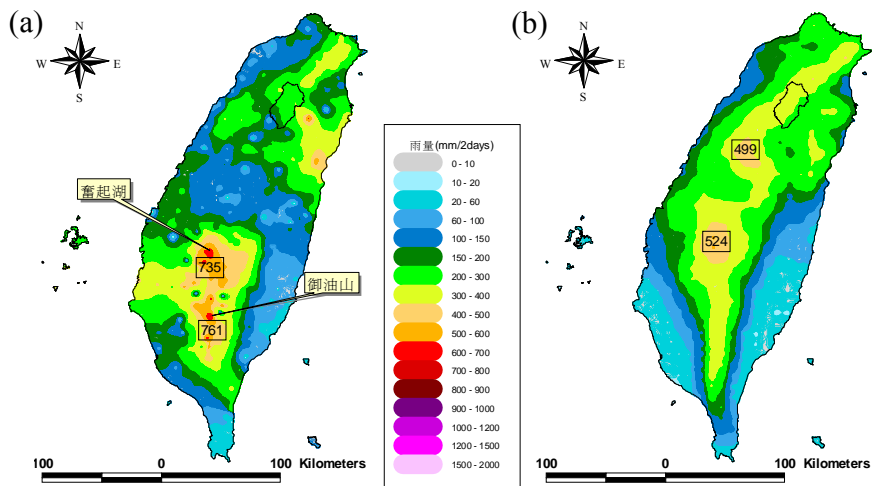 (a)
N
W
E
S
奮起湖
735
御油山
761
100
0
100
Kilometers
雨量(mm/2days)
0 - 10
10 - 20
20 - 60
60 - 100
100 - 150
150 - 200
200 - 300
300 - 400
400 - 500
500 - 600
600 - 700
700 - 800
800 - 900
900 - 1000
1000 - 1200
1200 - 1500
1500 - 2000
(b)
N
W
E
S
499
524
100
0
100
Kilometers